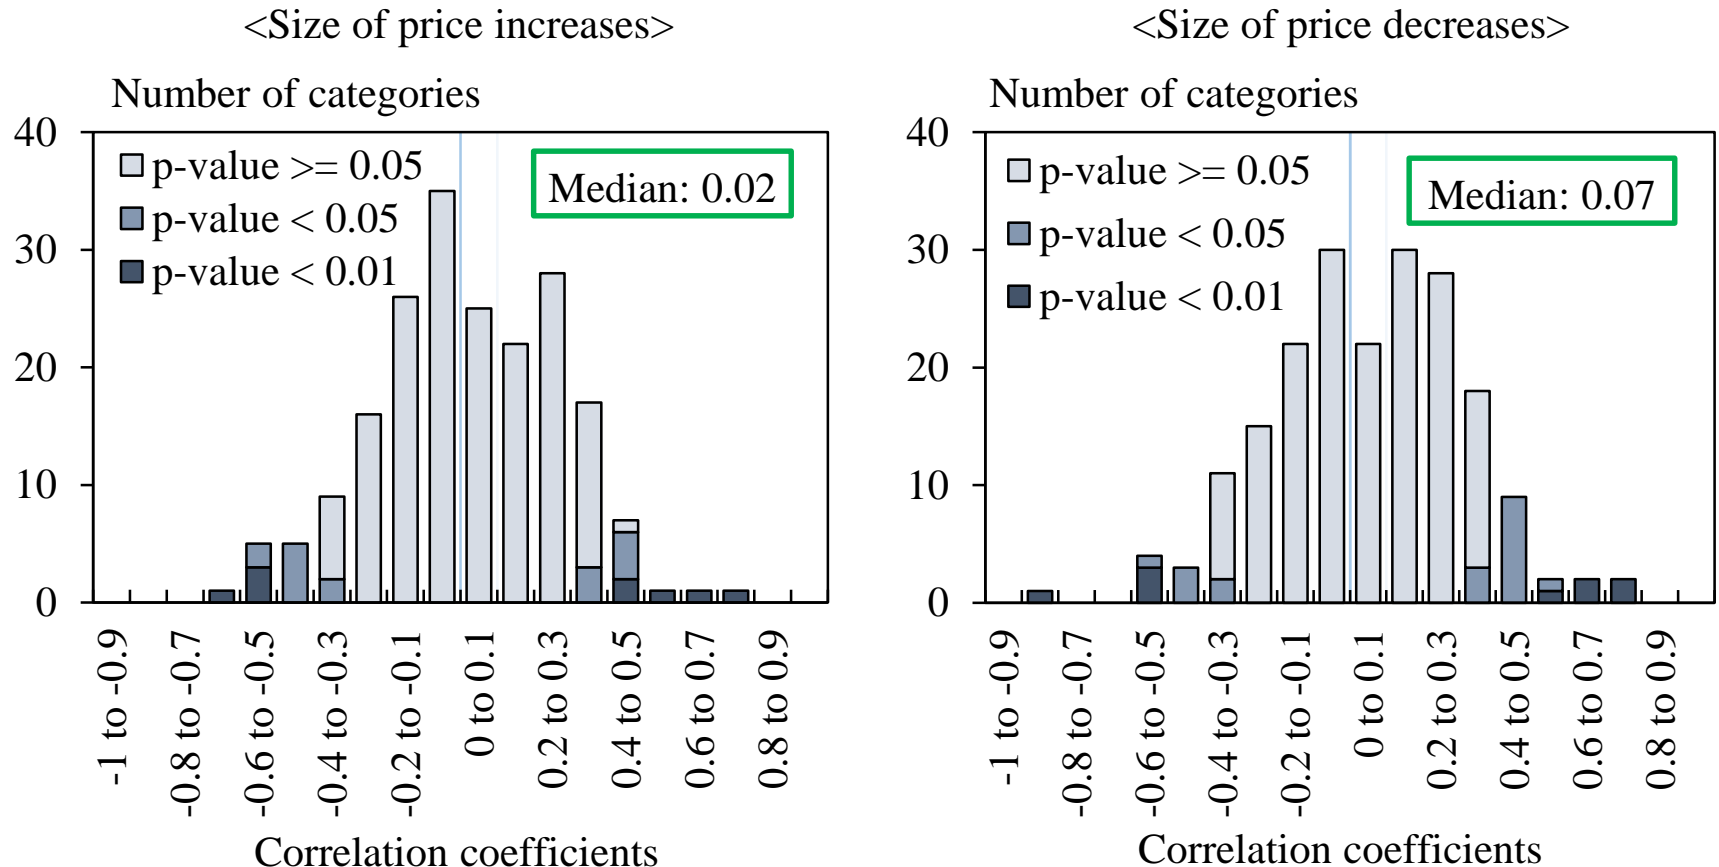 <Size of price increases>
Number of categories
40
30
20
10
0
p-value >= 0.05
p-value < 0.05
p-value < 0.01
Median: 0.02
-1 to -0.9
-0.8 to -0.7
-0.6 to -0.5
-0.4 to -0.3
-0.2 to -0.1
0 to 0.1
0.2 to 0.3
0.4 to 0.5
0.6 to 0.7
0.8 to 0.9
Correlation coefficients
<Size of price decreases>
Number of categories
40
30
20
10
0
p-value >= 0.05
p-value < 0.05
p-value < 0.01
Median: 0.07
-1 to -0.9
-0.8 to -0.7
-0.6 to -0.5
-0.4 to -0.3
-0.2 to -0.1
0 to 0.1
0.2 to 0.3
0.4 to 0.5
0.6 to 0.7
0.8 to 0.9
Correlation coefficients